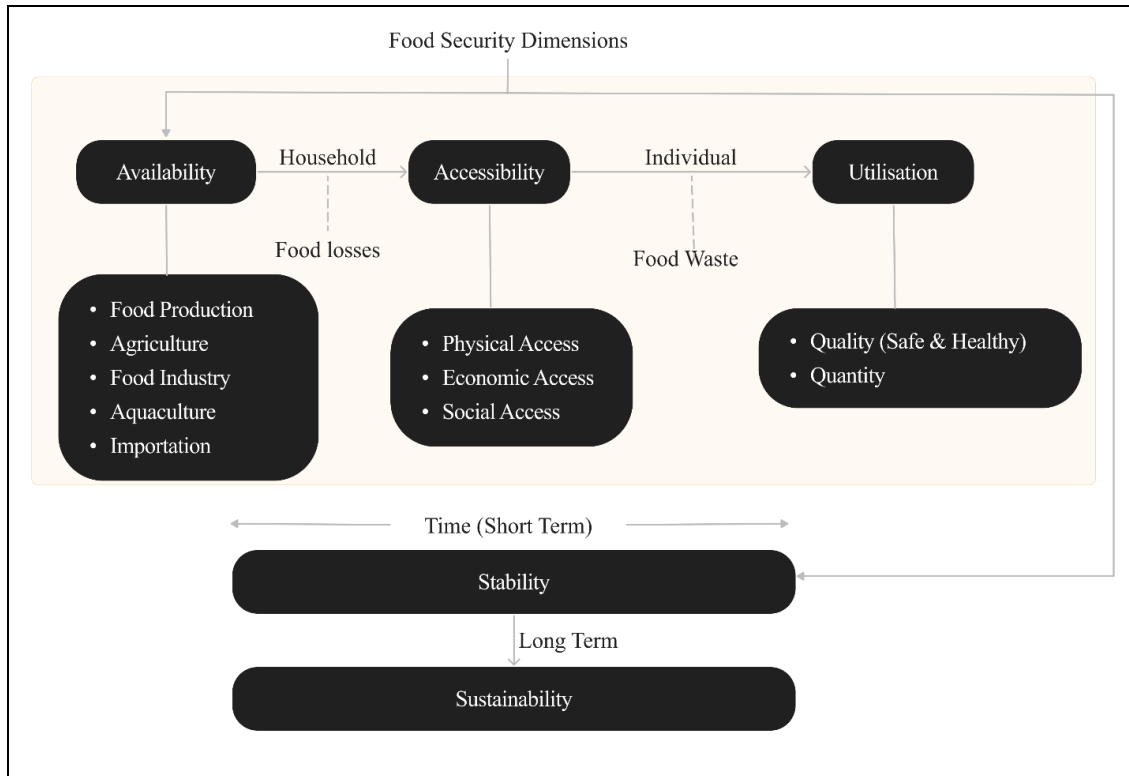 Food Security Dimensions
Availability
Household
Accessibility
Individual
Utilisation
Food losses
Food Waste
• Food Production
• Agriculture
• Food Industry
• Aquaculture
• Importation
• Physical Access
• Economic Access
• Social Access
• Quality (Safe & Healthy)
• Quantity
Time (Short Term)
Stability
Long Term
Sustainability